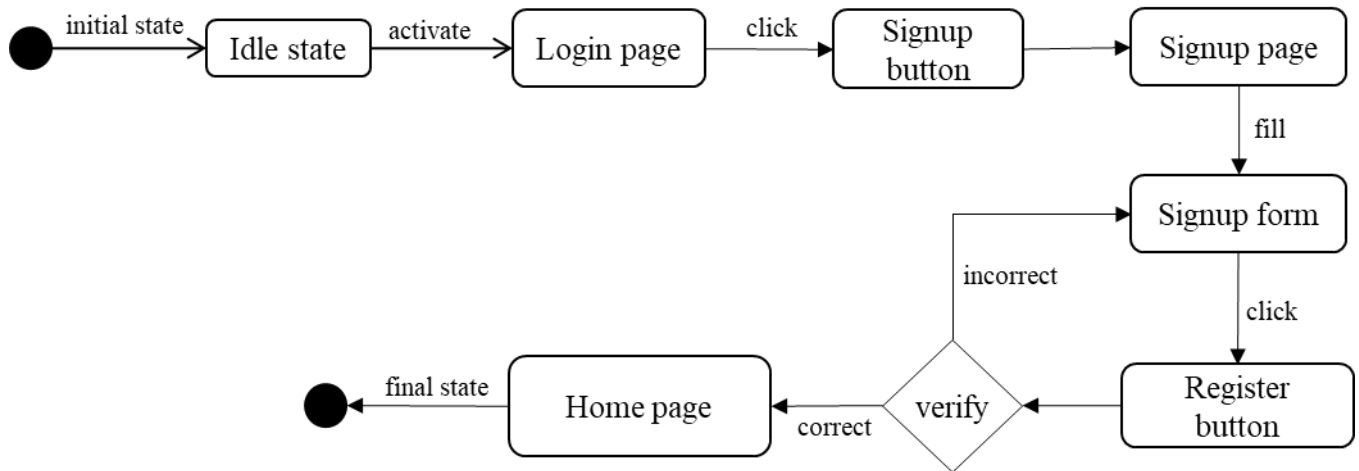 initial state
Idle state
activate
Login page
click
Signup
button
Signup page
fill
Signup form
incorrect
click
Register
button
verify
correct
Home page
final state